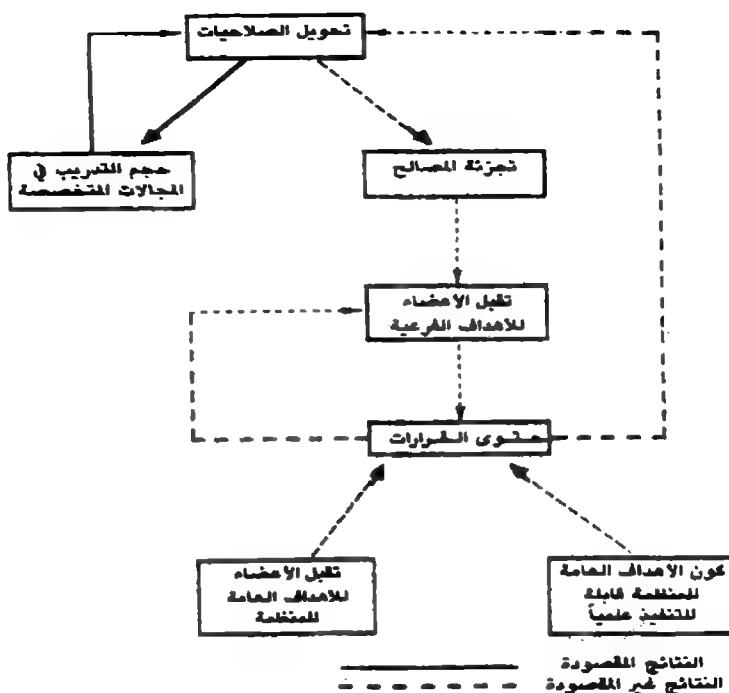 تحويل الصلاحيات
حجم التدريب في
المجالات المتخصصة
تجزئة المصالح
تقبل الأعضاء
للأهداف الفرعية
محتوى القرارات
تقبل الأعضاء
للأهداف العامة
للمنظمة
كون الأهداف العامة
للمنظمة قابلة
للتنفيذ علمياً
النتائج المقصودة
النتائج غير المقصودة